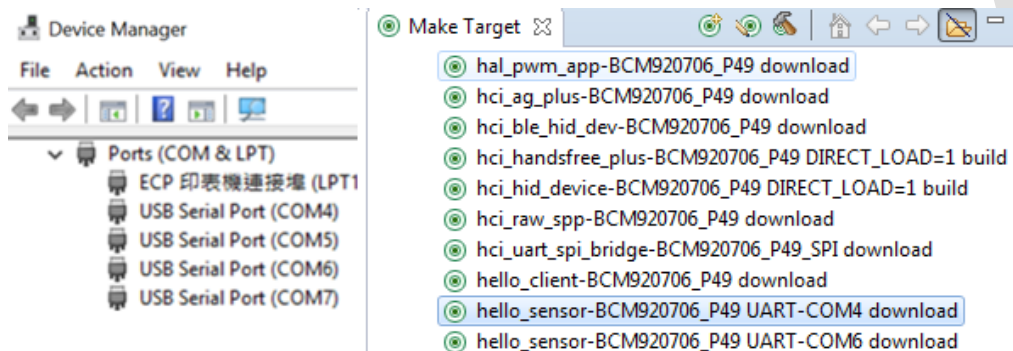 Device Manager
File Action View Help
Ports (COM & LPT)
ECP 印表機連接埠 (LPT1
USB Serial Port (COM4)
USB Serial Port (COM5)
USB Serial Port (COM6)
USB Serial Port (COM7)
Make Target
hal_pwm_app-BCM920706_P49 download
hci_ag_plus-BCM920706_P49 download
hci_ble_hid_dev-BCM920706_P49 download
hci_handsfree_plus-BCM920706_P49 DIRECT_LOAD=1 build
hci_hid_device-BCM920706_P49 DIRECT_LOAD=1 build
hci_raw_spp-BCM920706_P49 download
hci_uart_spi_bridge-BCM920706_P49_SPI download
hello_client-BCM920706_P49 download
hello_sensor-BCM920706_P49 UART-COM4 download
hello_sensor-BCM920706_P49 UART-COM6 download